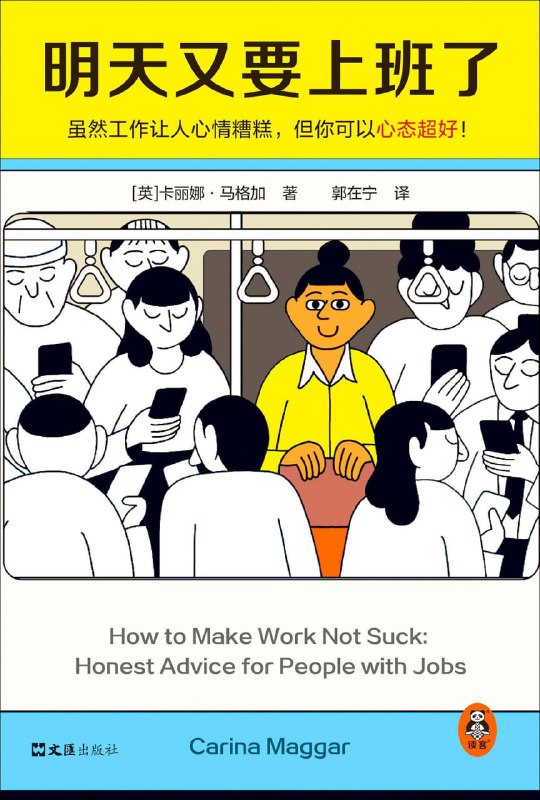 明天又要上班了
虽然工作让人心情糟糕，但你可以心态超好！
[英]卡丽娜·马格加 著 郭在宁 译
How to Make Work Not Suck:
Honest Advice for People with Jobs
文匯出版社
Carina Maggar
读客